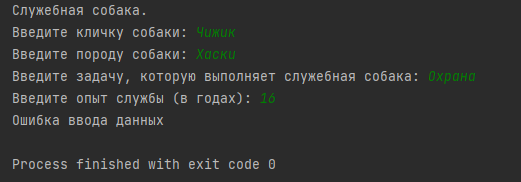 Служебная собака.
Введите кличку собаки: Чижик
Введите породу собаки: Хаски
Введите задачу, которую выполняет служебная собака: Охрана
Введите опыт службы (в годах): 16
Ошибка ввода данных
Process finished with exit code 0